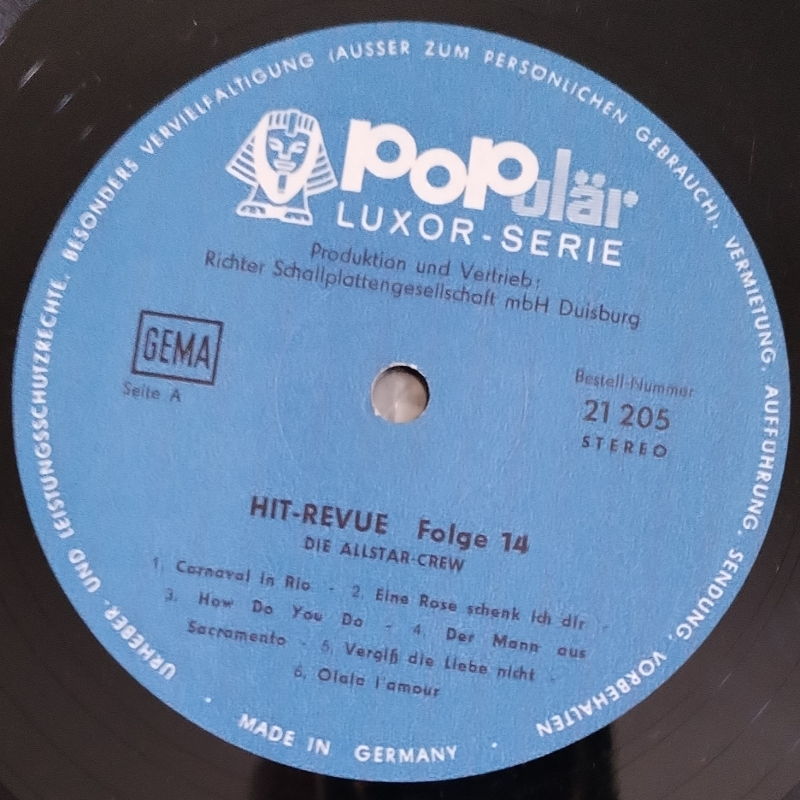 URHEBER- UND LEISTUNGSSCHUTZRECHTE, BESONDERS VERVIELFÄLTIGUNG (AUSSER ZUM PERSÖNLICHEN GEBRAUCH), VERMIETUNG, AUFFÜHRUNG, SENDUNG, VORBEHALTEN
POPulär
LUXOR-SERIE
Produktion und Vertrieb:
Richter Schallplattengesellschaft mbH Duisburg
GEMA
Seite A
Bestell-Nummer
21 205
STEREO
HIT-REVUE Folge 14
DIE ALLSTAR-CREW
1. Carnaval in Rio - 2. Eine Rose schenk ich dir -
3. How Do You Do - 4. Der Mann aus
Sacramento - 5. Vergiß die Liebe nicht -
6. Olala l'amour
· MADE IN GERMANY ·